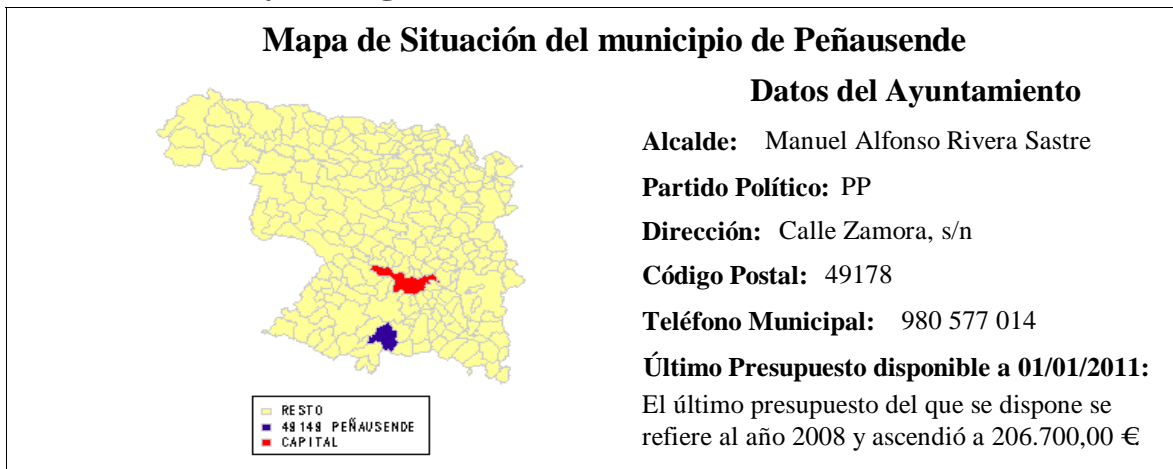 Mapa de Situación del municipio de Peñausende
Datos del Ayuntamiento
Alcalde: Manuel Alfonso Rivera Sastre
Partido Político: PP
Dirección: Calle Zamora, s/n
Código Postal: 49178
Teléfono Municipal: 980 577 014
Último Presupuesto disponible a 01/01/2011:
El último presupuesto del que se dispone se
refiere al año 2008 y ascendió a 206.700,00 €
RESTO
49149 PEÑAUSENDE
CAPITAL